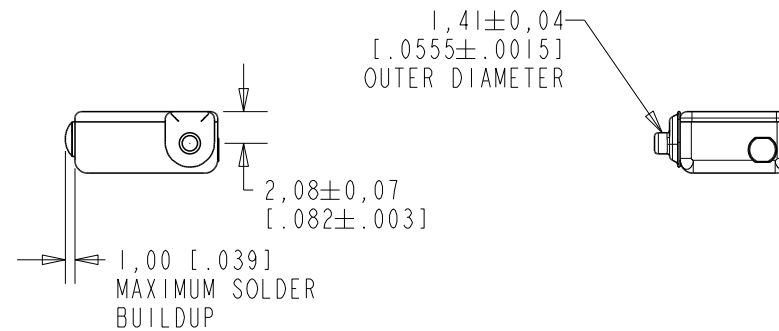 1,41±0,04
[.0555±.0015]
OUTER DIAMETER
2,08±0,07
[.082±.003]
1,00 [.039]
MAXIMUM SOLDER
BUILDUP